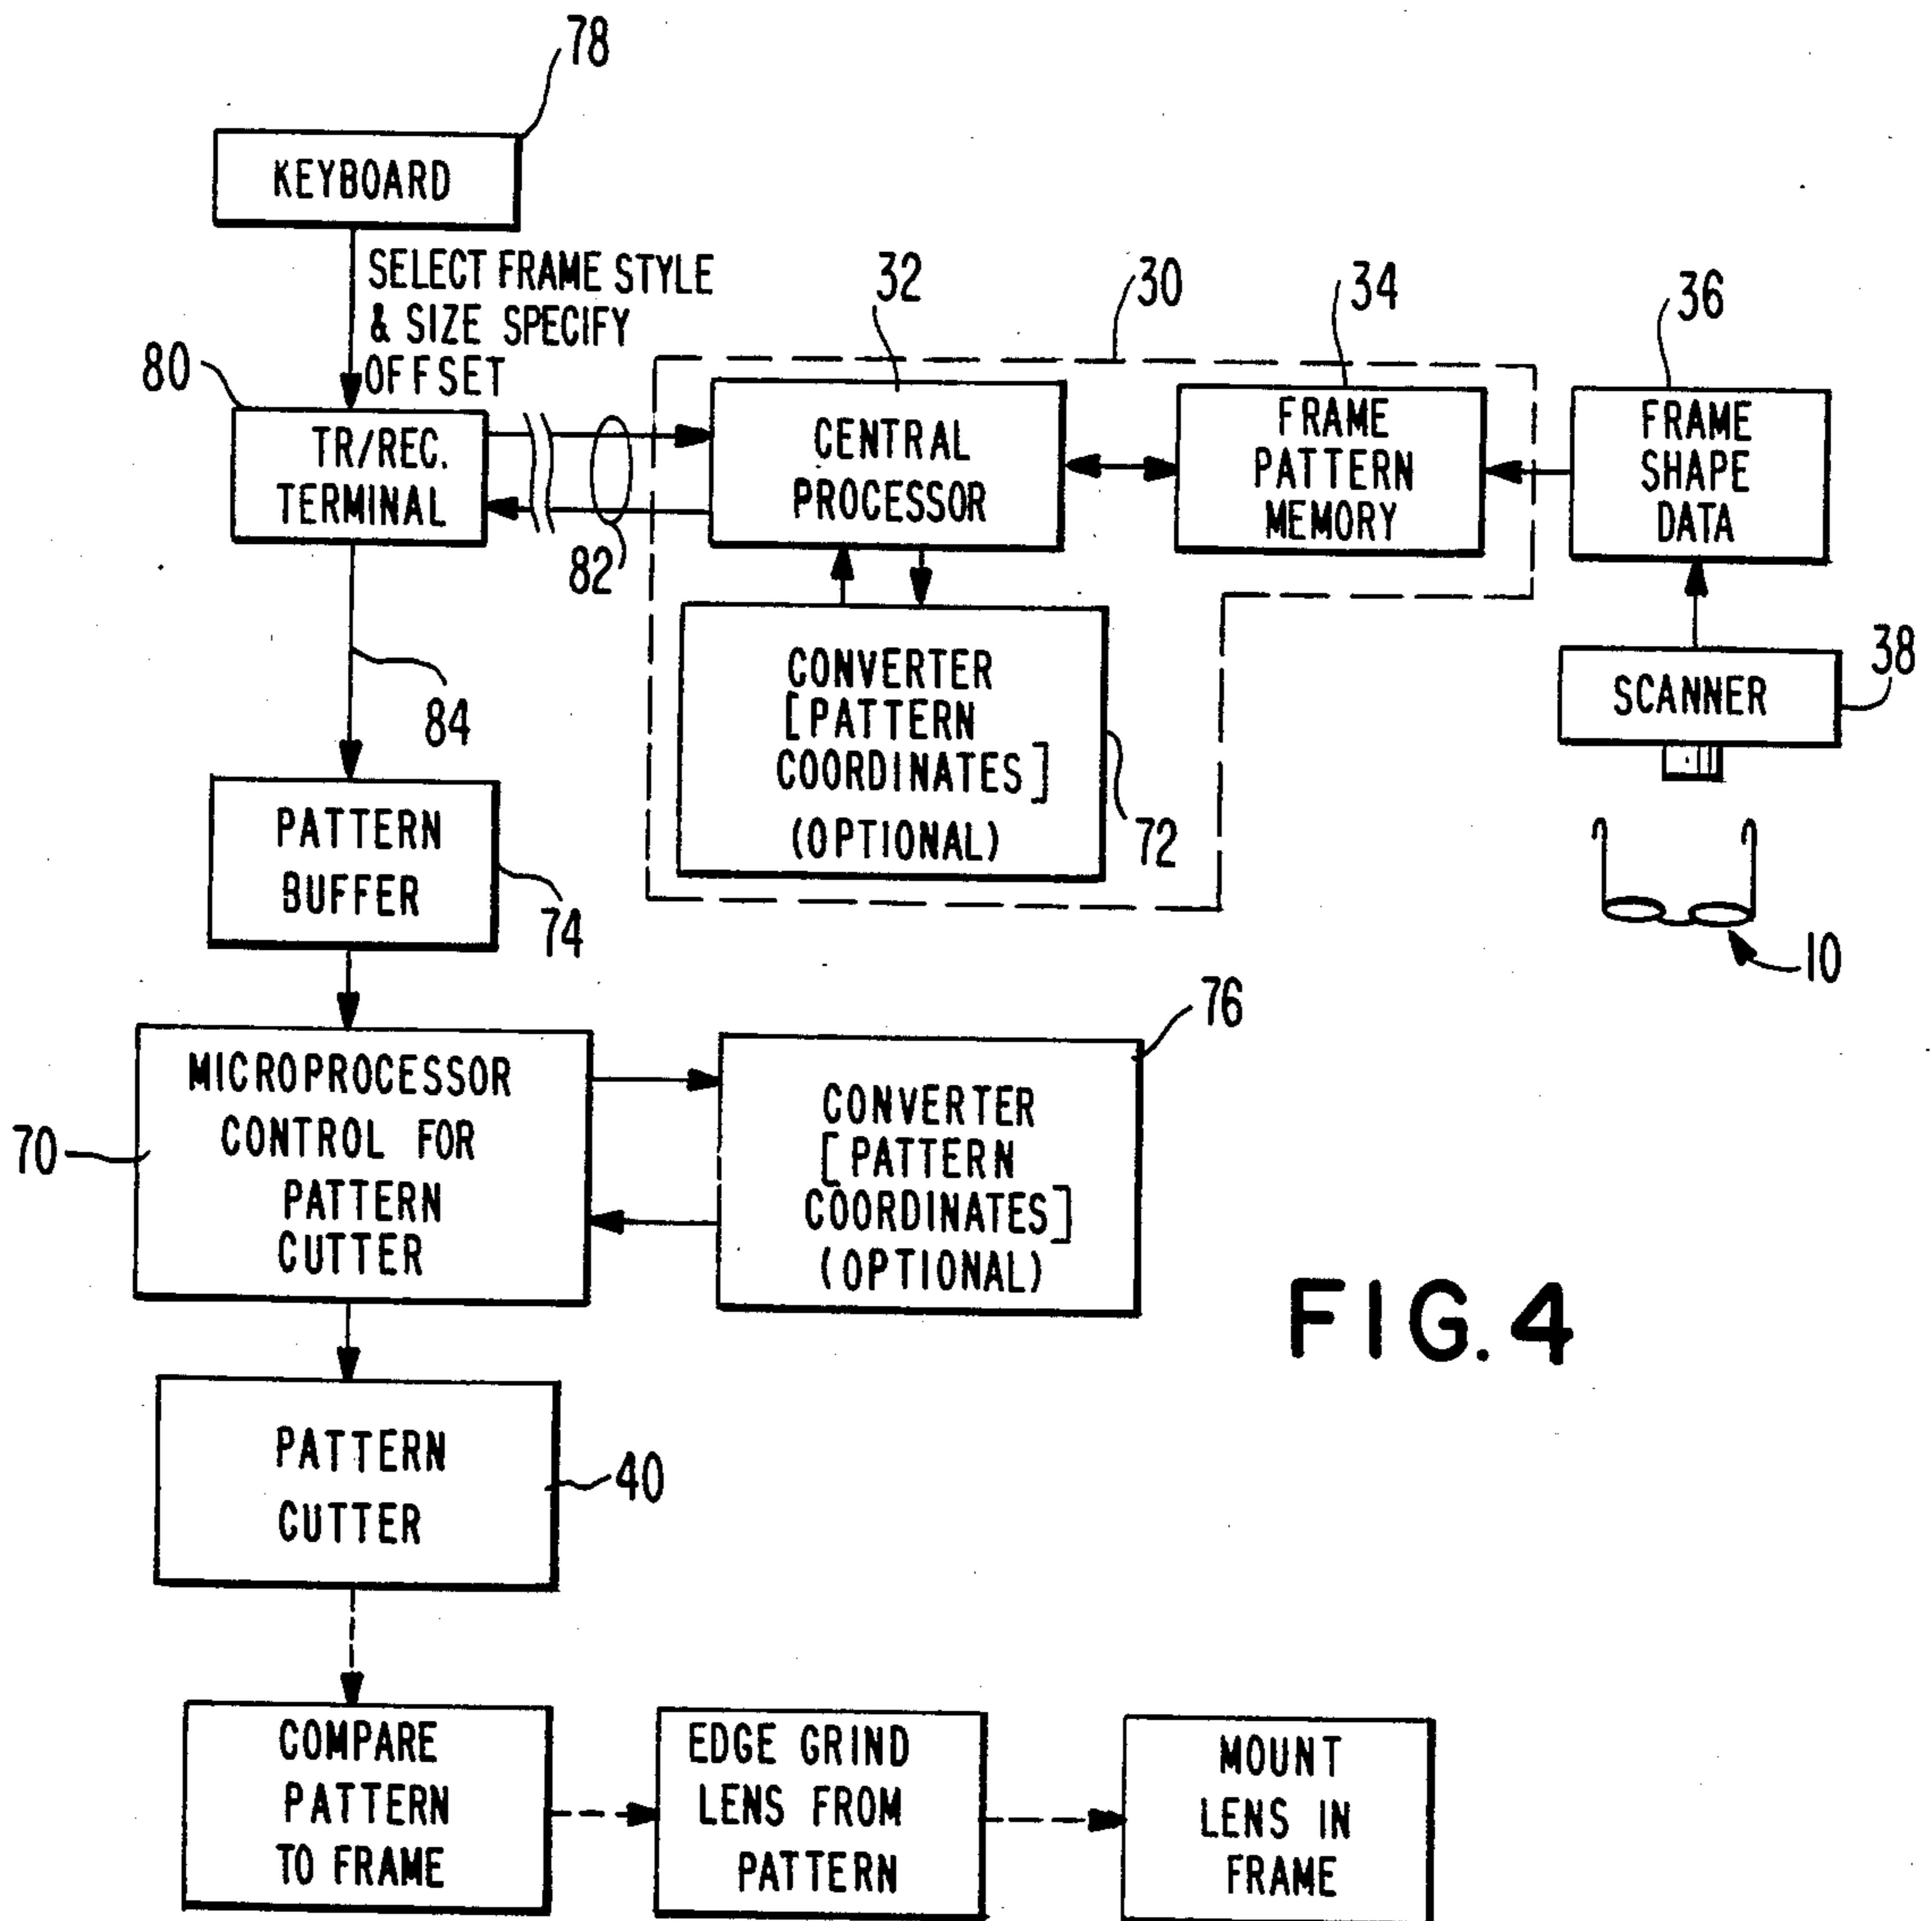 78
KEYBOARD
SELECT FRAME STYLE
& SIZE SPECIFY
OFFSET
80
TR/REC.
TERMINAL
82
32
CENTRAL
PROCESSOR
30
34
FRAME
PATTERN
MEMORY
36
FRAME
SHAPE
DATA
38
SCANNER
10
CONVERTER
[PATTERN
COORDINATES]
(OPTIONAL)
72
84
PATTERN
BUFFER
74
70
MICROPROCESSOR
CONTROL FOR
PATTERN
CUTTER
76
CONVERTER
[PATTERN
COORDINATES]
(OPTIONAL)
FIG. 4
PATTERN
CUTTER
40
COMPARE
PATTERN
TO FRAME
EDGE GRIND
LENS FROM
PATTERN
MOUNT
LENS IN
FRAME